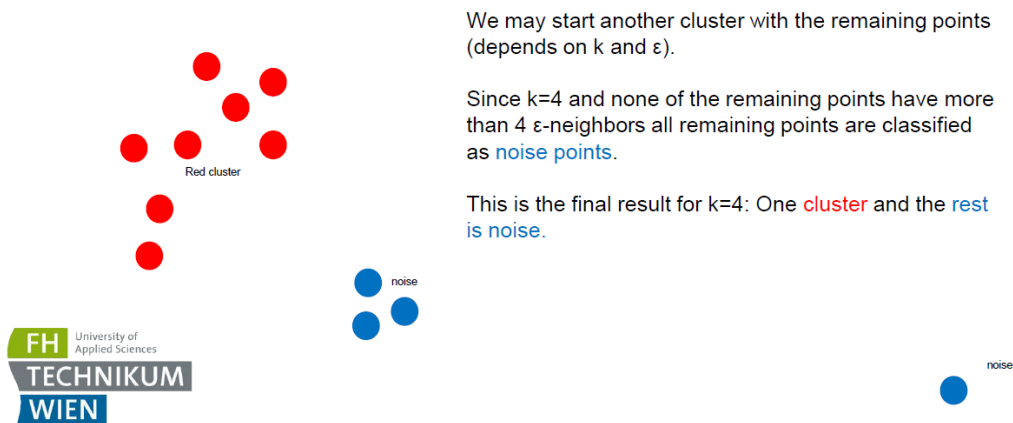 We may start another cluster with the remaining points
(depends on k and ε).
Since k=4 and none of the remaining points have more
than 4 ε-neighbors all remaining points are classified
as noise points.
This is the final result for k=4: One cluster and the rest
is noise.
Red cluster
noise
noise
FH
University of
Applied Sciences
TECHNIKUM
WIEN